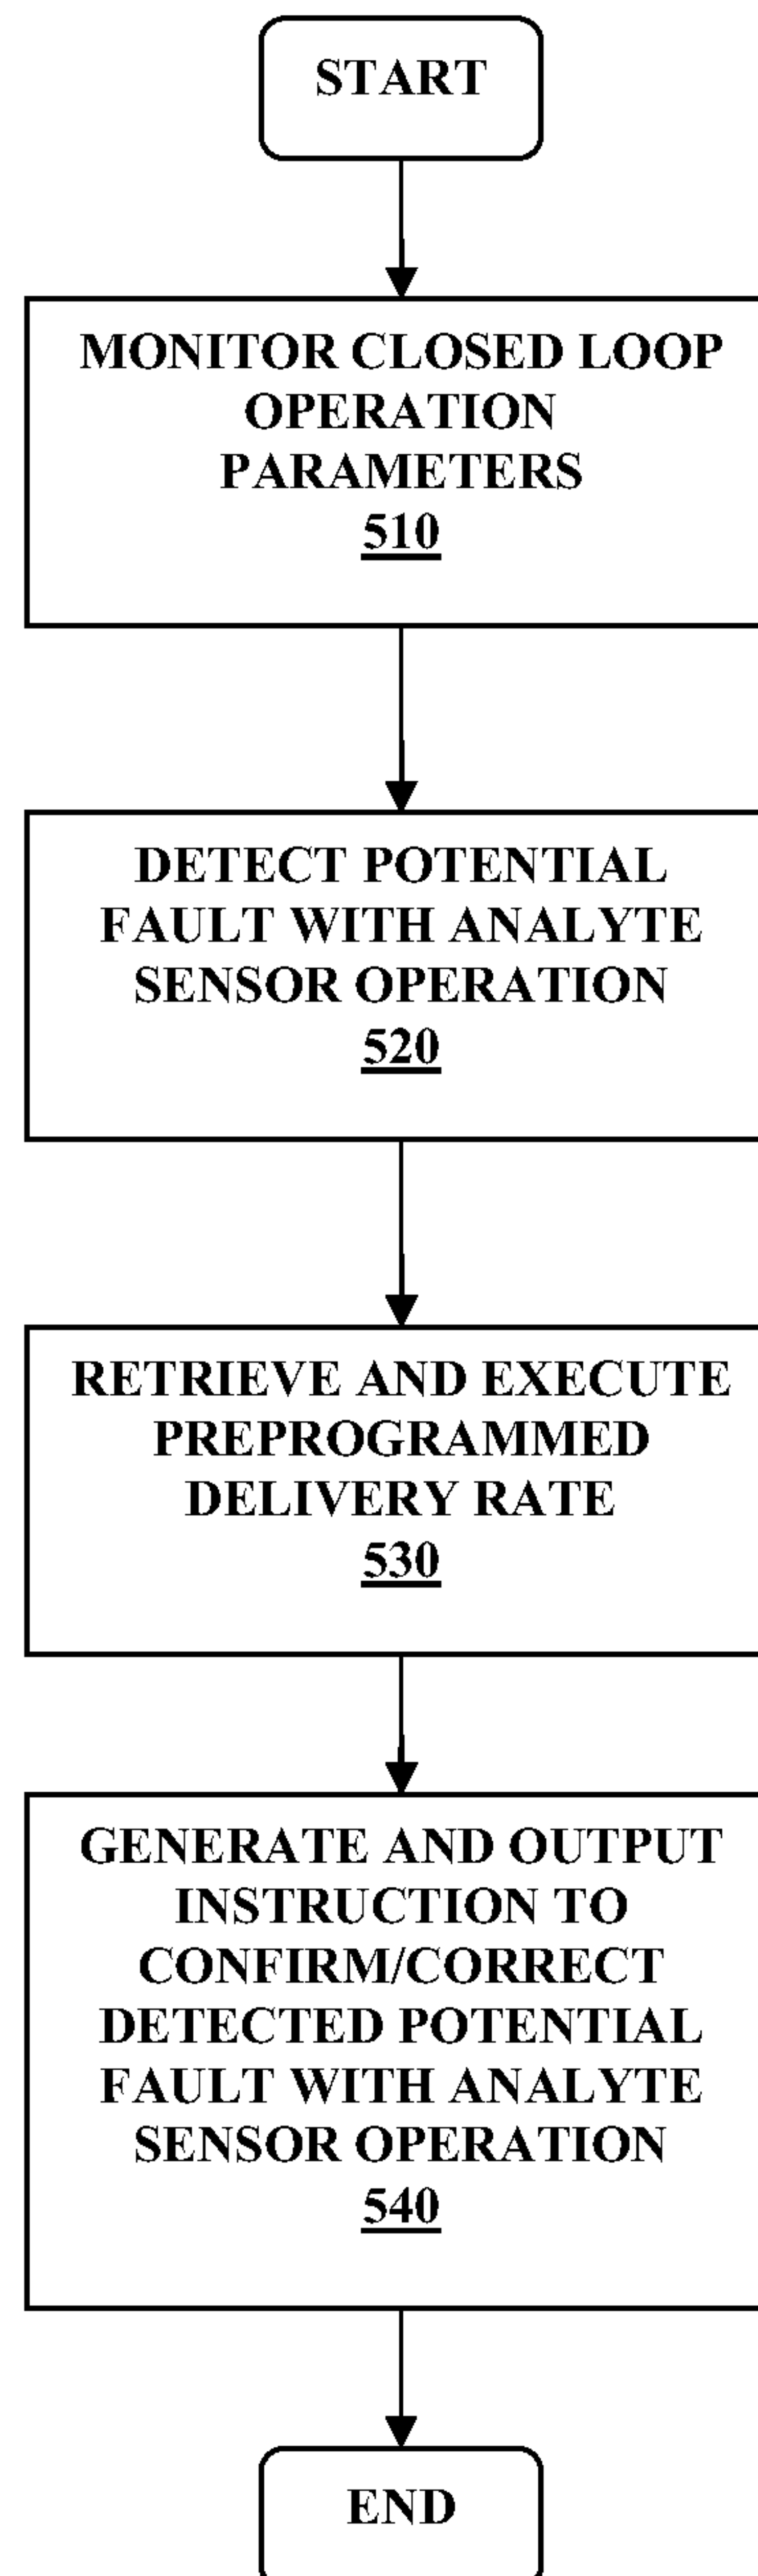 START
MONITOR CLOSED LOOP
OPERATION
PARAMETERS
510
DETECT POTENTIAL
FAULT WITH ANALYTE
SENSOR OPERATION
520
RETRIEVE AND EXECUTE
PREPROGRAMMED
DELIVERY RATE
530
GENERATE AND OUTPUT
INSTRUCTION TO
CONFIRM/CORRECT
DETECTED POTENTIAL
FAULT WITH ANALYTE
SENSOR OPERATION
540
END